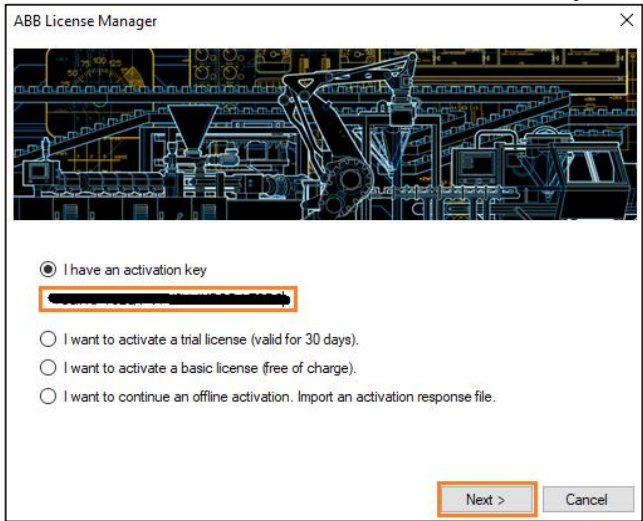 ABB License Manager
I have an activation key
I want to activate a trial license (valid for 30 days).
I want to activate a basic license (free of charge).
I want to continue an offline activation. Import an activation response file.
Next >
Cancel